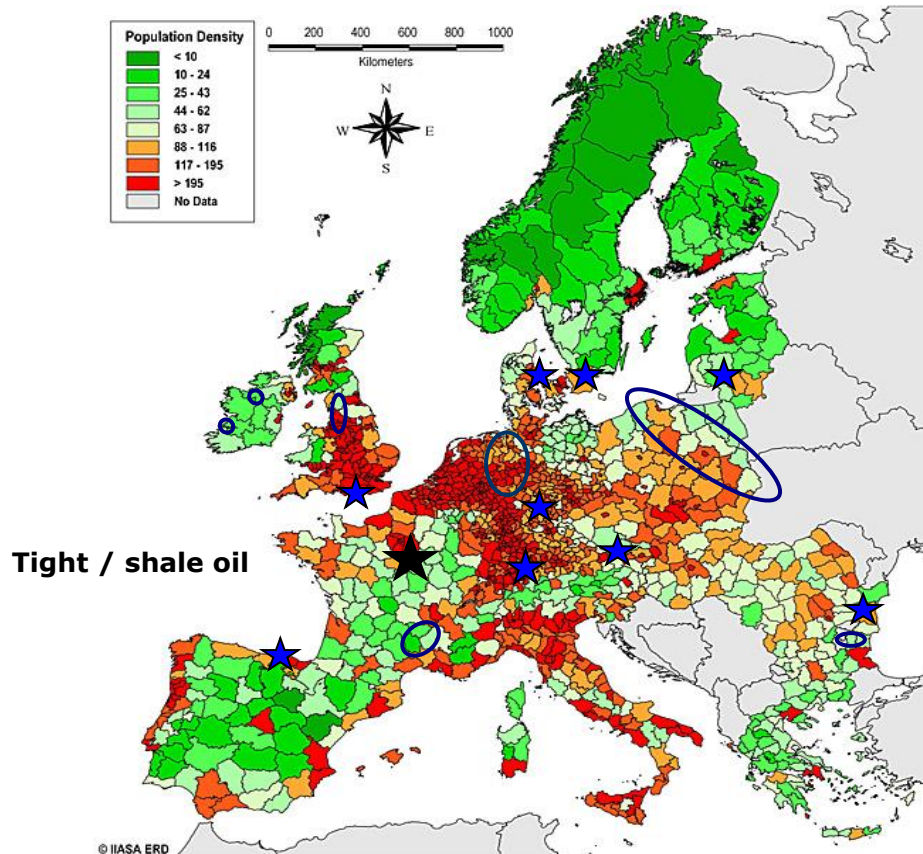 Population Density
< 10
10 - 24
25 - 43
44 - 62
63 - 87
88 - 116
117 - 195
> 195
No Data
0 200 400 600 800 1000
Kilometers
N
W E
S
Tight / shale oil
© IIASA ERD